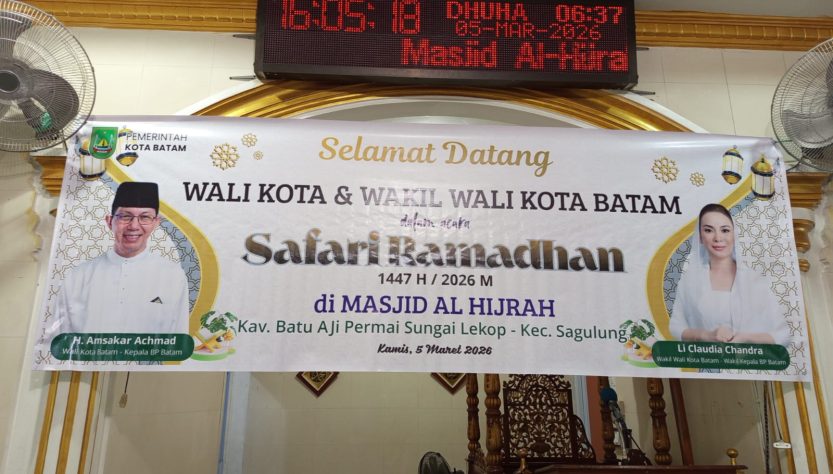 16:05:18
DHUHA 06:37
05-MAR-2026
Masjid Al-Hijra
PEMERINTAH
KOTA BATAM
Selamat Datang
WALI KOTA & WAKIL WALI KOTA BATAM
dalam acara
Safari Ramadhan
1447 H / 2026 M
di MASJID AL HIJRAH
Kav. Batu AJi Permai Sungai Lekop - Kec. Sagulung
Kamis, 5 Maret 2026
H. Amsakar Achmad
Wali Kota Batam - Kepala BP Batam
Li Claudia Chandra
Wakil Wali Kota Batam - Wakil Kepala BP Batam